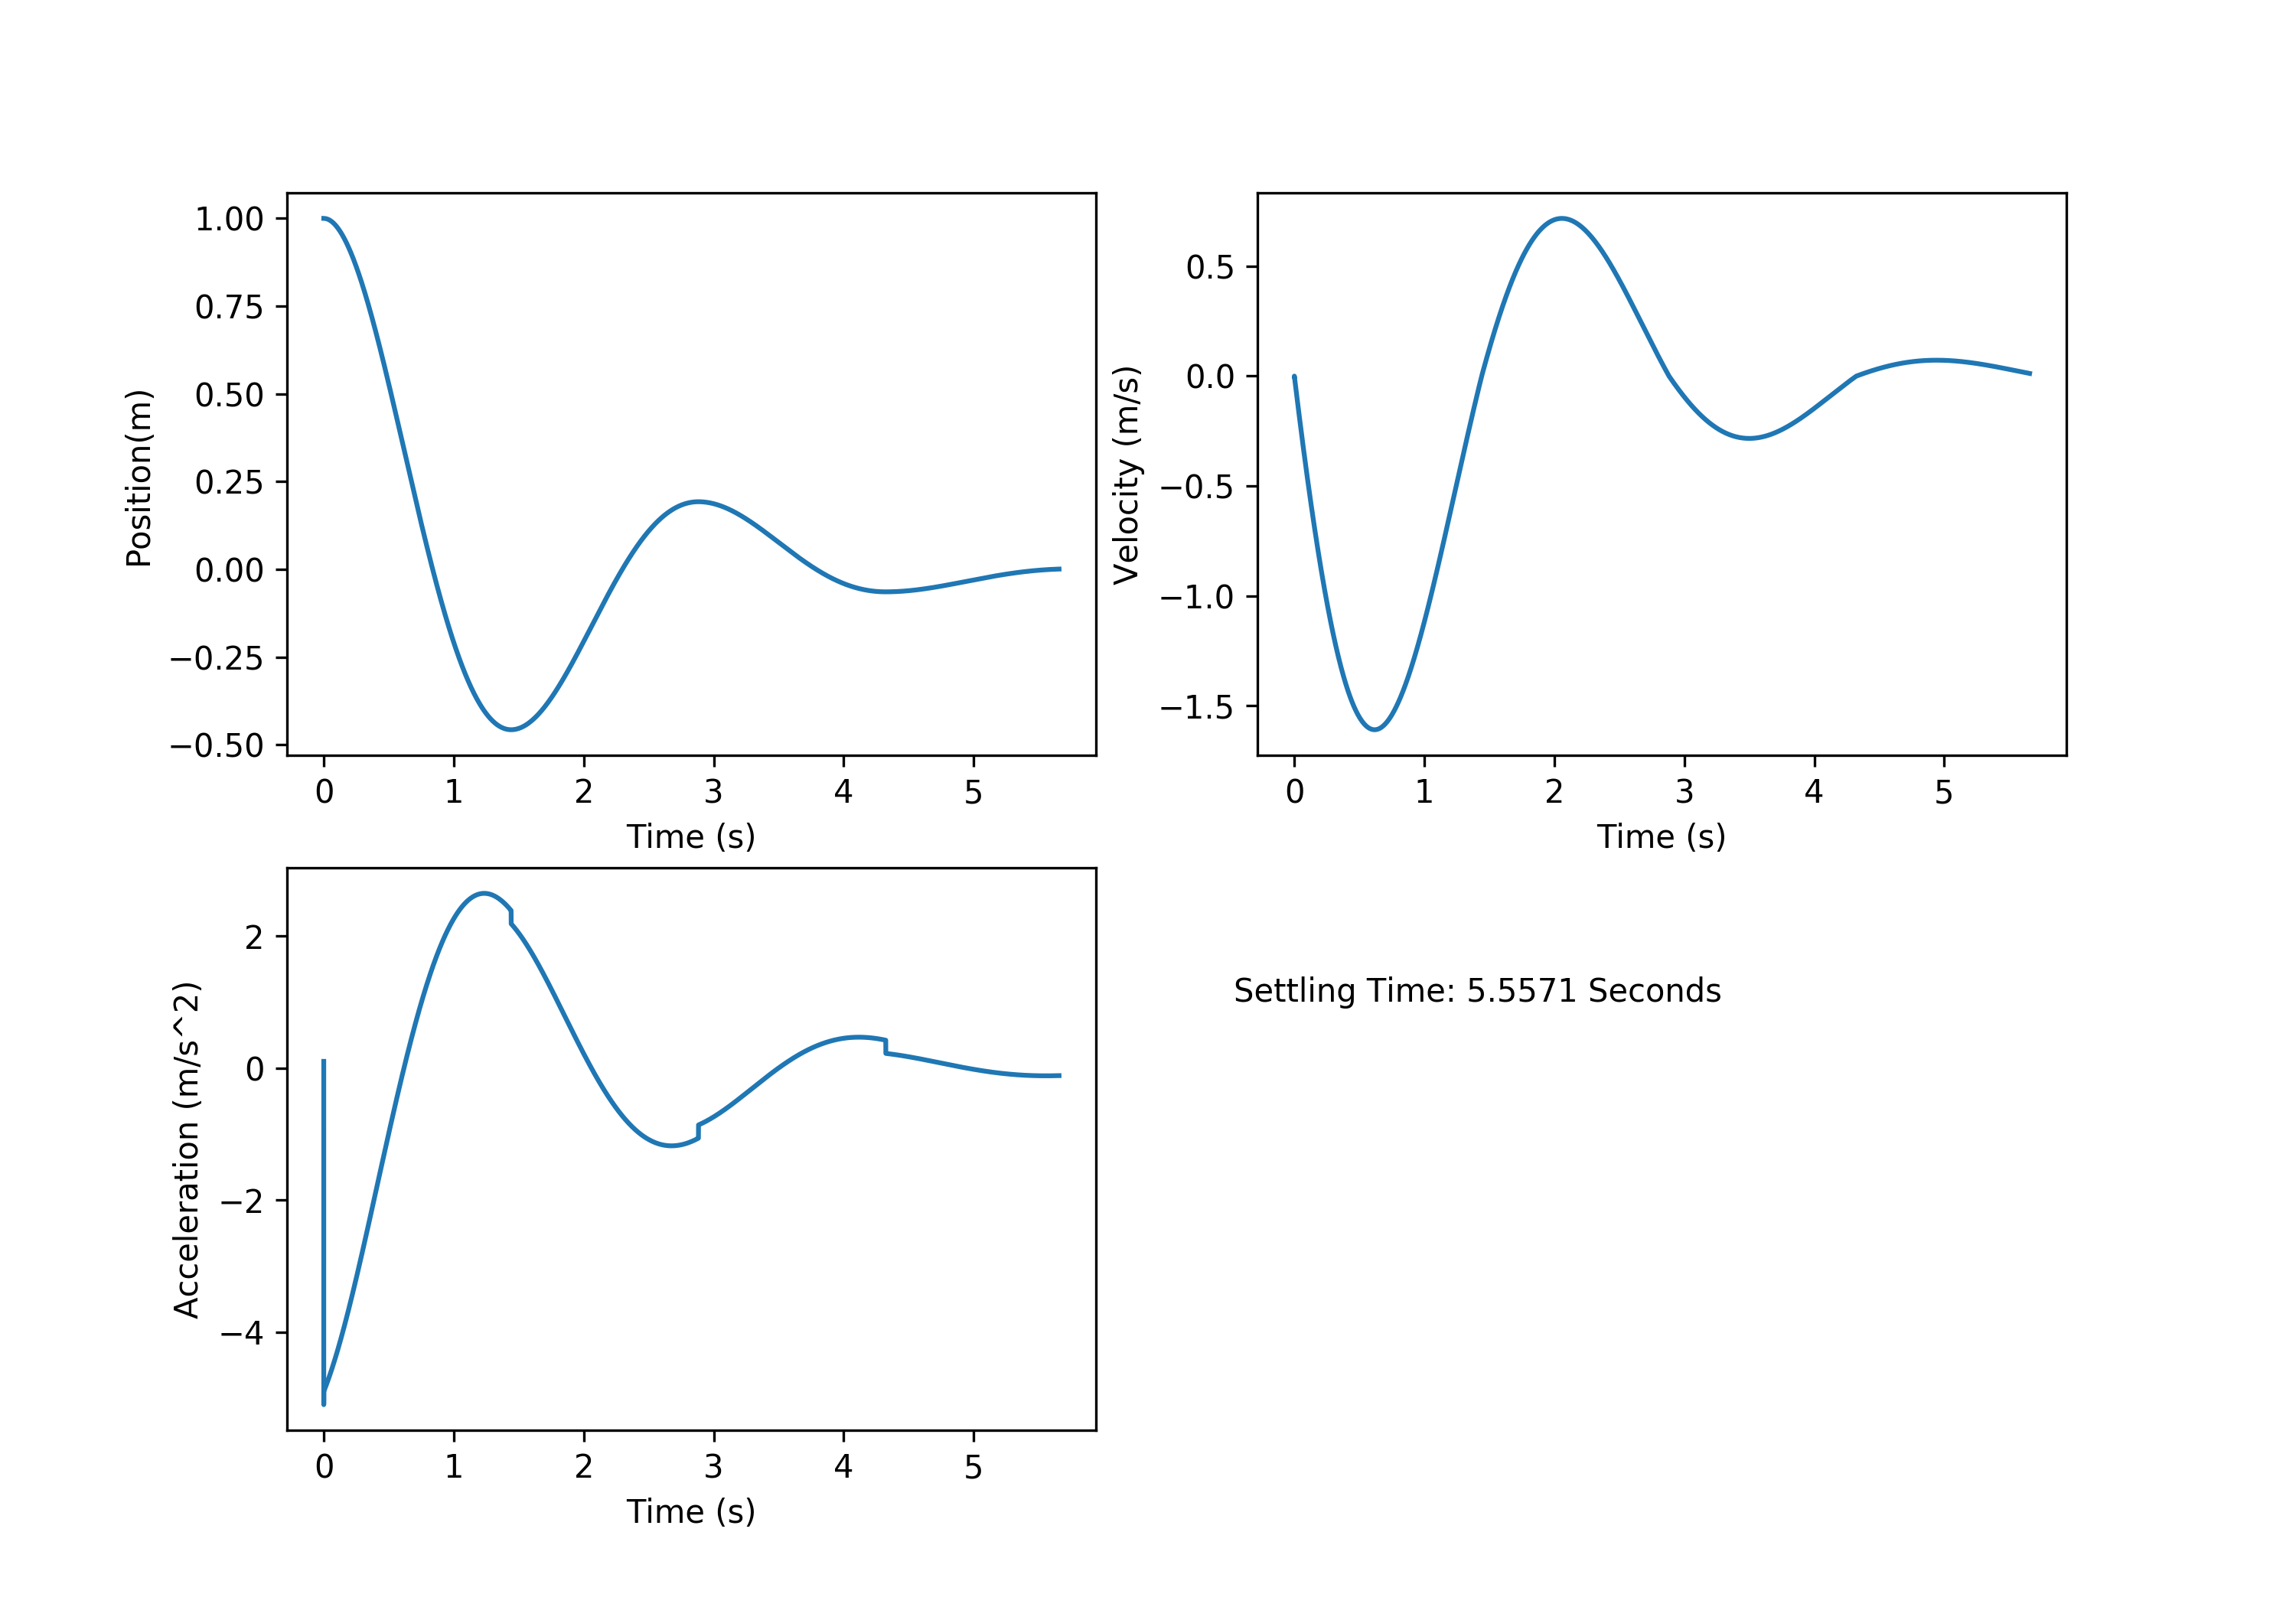 1.00
0.75
0.50
0.25
0.00
−0.25
−0.50
Position(m)
0 1 2 3 4 5
Time (s)
0.5
0.0
−0.5
−1.0
−1.5
Velocity (m/s)
0 1 2 3 4 5
Time (s)
2
0
−2
−4
Acceleration (m/s^2)
0 1 2 3 4 5
Time (s)
Settling Time: 5.5571 Seconds